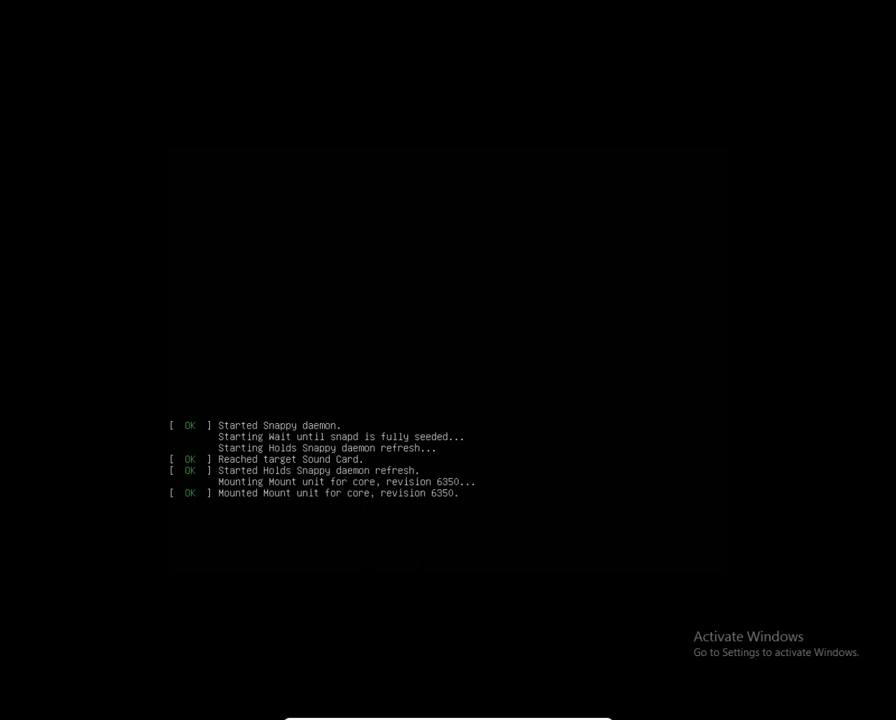 [  OK  ] Started Snappy daemon.
Starting Wait until snapd is fully seeded...
Starting Holds Snappy daemon refresh...
[  OK  ] Reached target Sound Card.
[  OK  ] Started Holds Snappy daemon refresh.
Mounting Mount unit for core, revision 6350...
[  OK  ] Mounted Mount unit for core, revision 6350.
Activate Windows
Go to Settings to activate Windows.